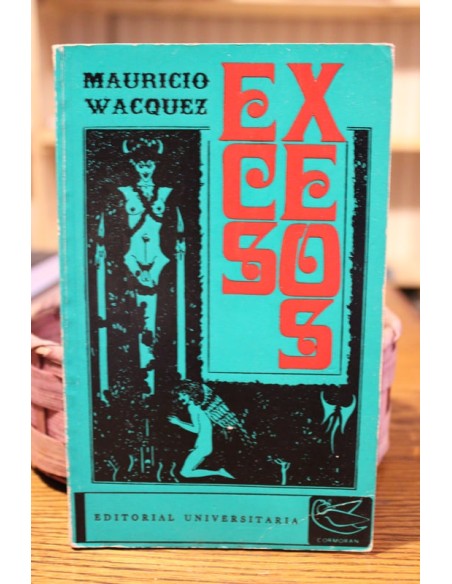 MAURICIO
WACQUEZ
EX
CE
SO
S
EDITORIAL UNIVERSITARIA
CORMORAN